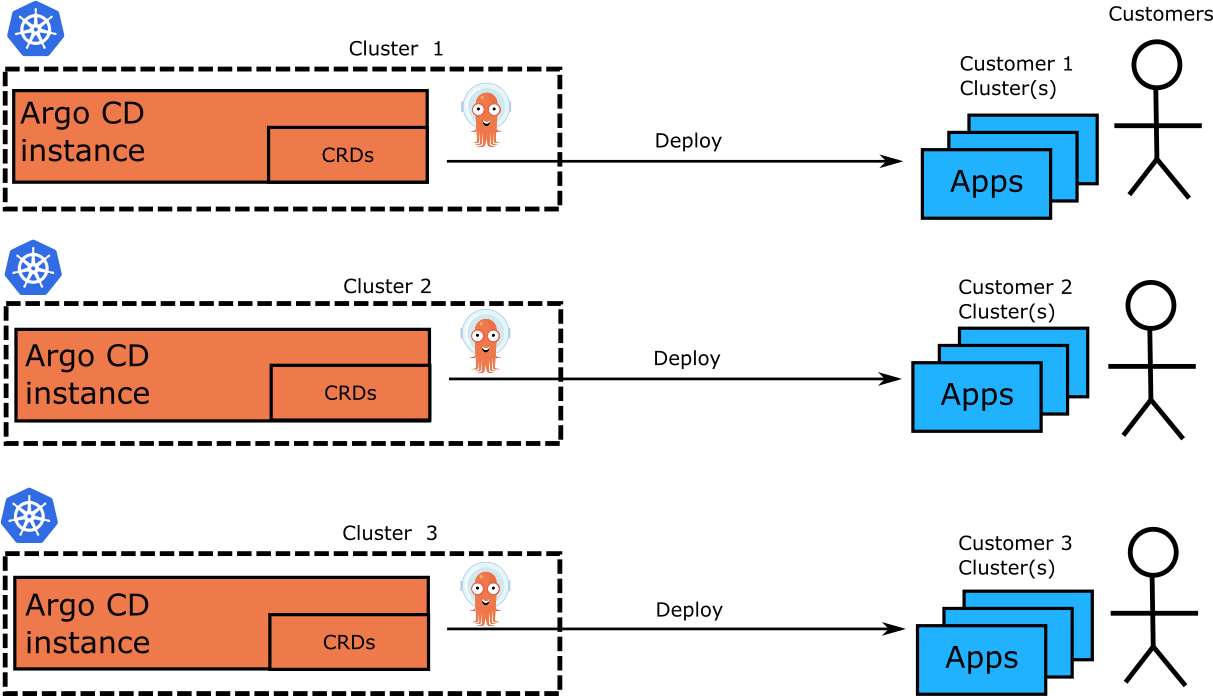 Customers
Cluster  1
Customer 1
Cluster(s)
Argo CD
instance
CRDs
Deploy
Apps
Cluster 2
Customer 2
Cluster(s)
Argo CD
instance
CRDs
Deploy
Apps
Cluster  3
Customer 3
Cluster(s)
Argo CD
instance
CRDs
Deploy
Apps